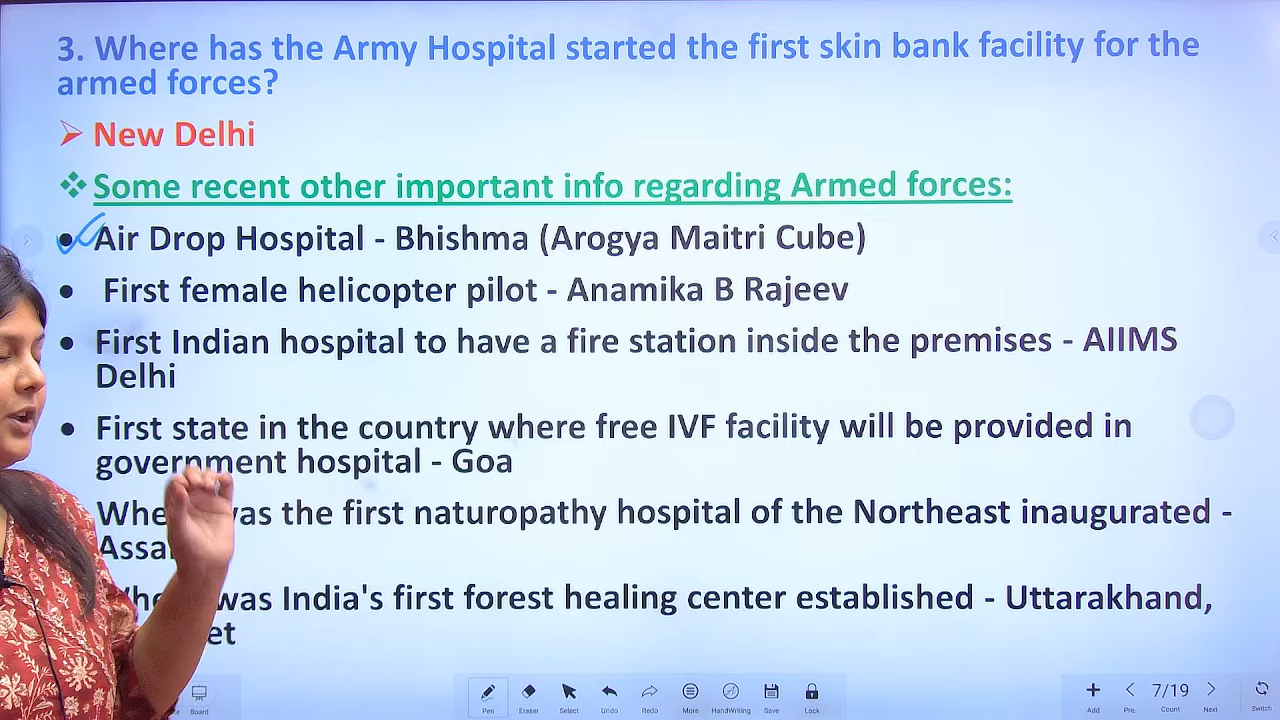 3. Where has the Army Hospital started the first skin bank facility for the
armed forces?
New Delhi
Some recent other important info regarding Armed forces:
Air Drop Hospital - Bhishma (Arogya Maitri Cube)
First female helicopter pilot - Anamika B Rajeev
First Indian hospital to have a fire station inside the premises - AIIMS
Delhi
First state in the country where free IVF facility will be provided in
government hospital - Goa
the first naturopathy hospital of the Northeast inaugurated -
was India's first forest healing center established - Uttarakhand,
Board Pen Eraser Select Undo Redo More HandWriting Save Lock Add Pre. 7/19 Count Next Switch